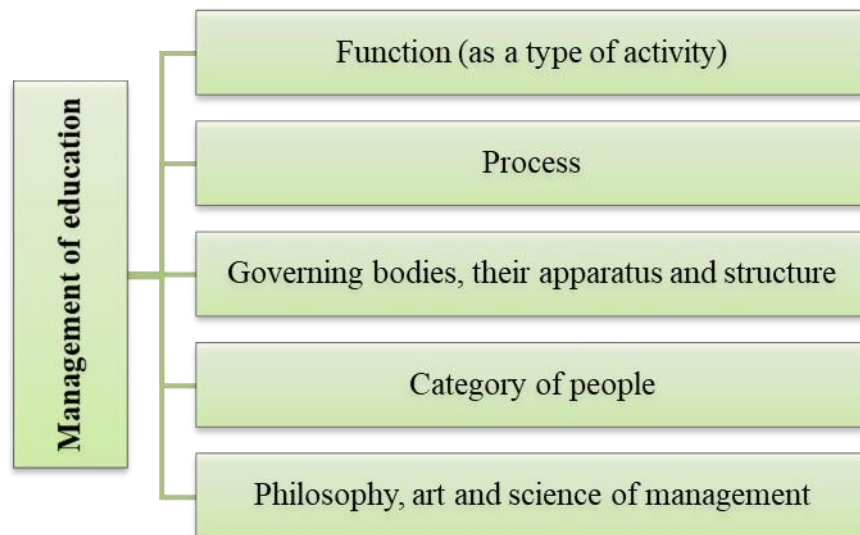 Management of education
Function (as a type of activity)
Process
Governing bodies, their apparatus and structure
Category of people
Philosophy, art and science of management